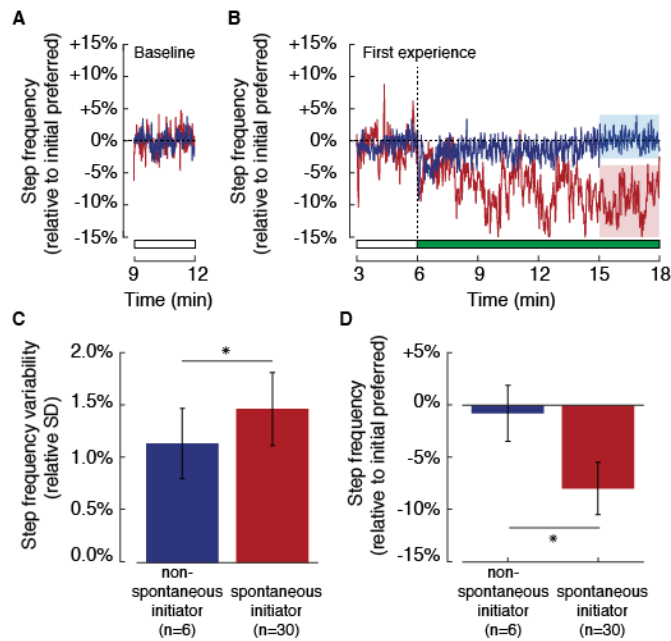 A
Baseline
Step frequency
(relative to initial preferred)
+15%
+10%
+5%
0%
-5%
-10%
-15%
9
12
Time (min)
B
First experience
Step frequency
(relative to initial preferred)
+15%
+10%
+5%
0%
-5%
-10%
-15%
3
6
9
12
15
18
Time (min)
C
Step frequency variability
(relative SD)
2.0%
1.5%
1.0%
0.5%
0.0%
*
non-
spontaneous
initiator
(n=6)
spontaneous
initiator
(n=30)
D
Step frequency
(relative to initial preferred)
+5%
0%
-5%
-10%
-15%
*
non-
spontaneous
initiator
(n=6)
spontaneous
initiator
(n=30)